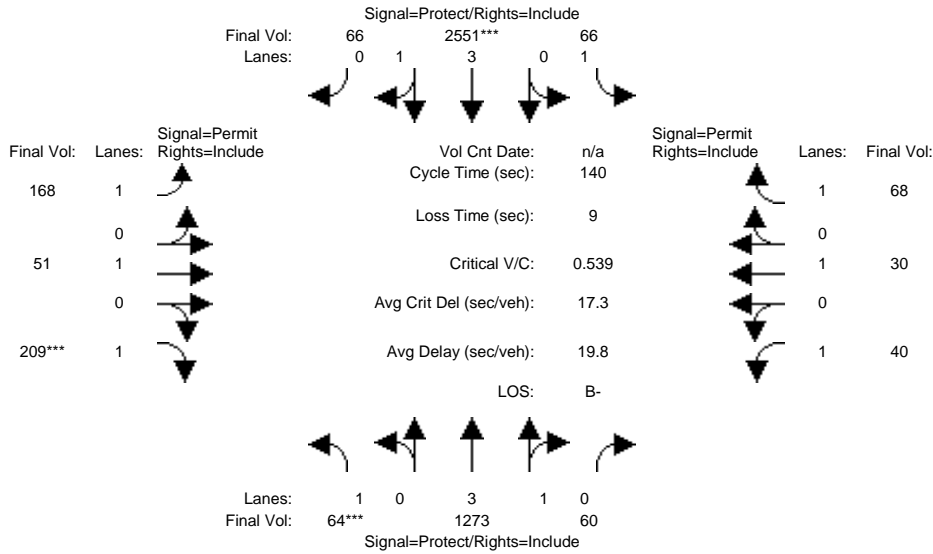 Signal=Protect/Rights=Include
Final Vol: 66 2551*** 66
Lanes: 0 1 3 0 1
Signal=Permit Signal=Permit
Final Vol: Lanes: Rights=Include Vol Cnt Date: n/a Rights=Include Lanes: Final Vol:
Cycle Time (sec): 140
168 1 1 68
Loss Time (sec): 9
0 0
51 1 Critical V/C: 0.539 1 30
0 Avg Crit Del (sec/veh): 17.3 0
209*** 1 Avg Delay (sec/veh): 19.8 1 40
LOS: B-
Lanes: 1 0 3 1 0
Final Vol: 64*** 1273 60
Signal=Protect/Rights=Include